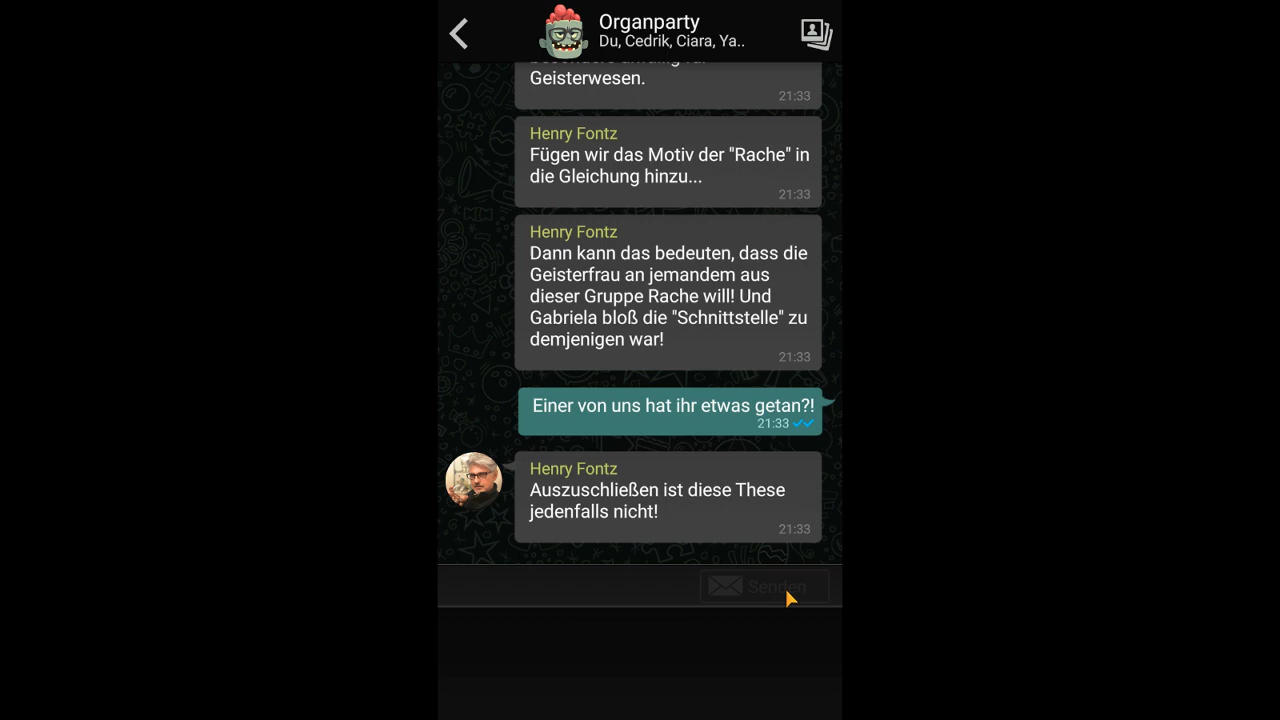 Organparty
Du, Cedrik, Ciara, Ya..
Geisterwesen.
21:33
Henry Fontz
Fügen wir das Motiv der "Rache" in
die Gleichung hinzu...
21:33
Henry Fontz
Dann kann das bedeuten, dass die
Geisterfrau an jemandem aus
dieser Gruppe Rache will! Und
Gabriela bloß die "Schnittstelle" zu
demjenigen war!
21:33
Einer von uns hat ihr etwas getan?!
21:33
Henry Fontz
Auszuschließen ist diese These
jedenfalls nicht!
21:33
Senden